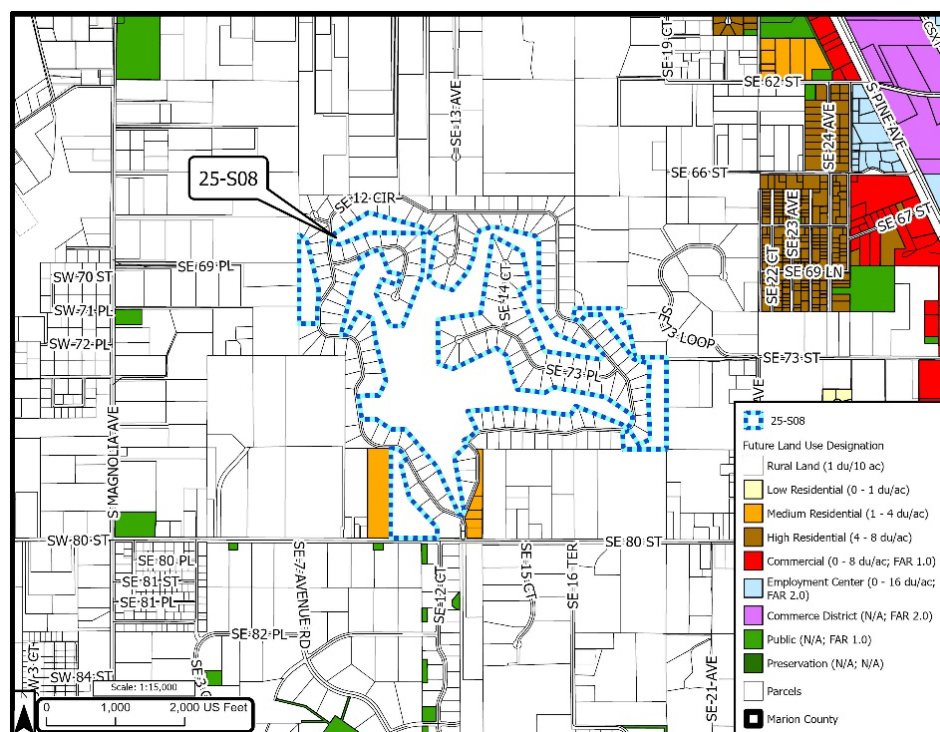 SE 19 CT
SE 62 ST
S PINE AVE
SE 13 AVE
SE 24 AVE
25-S08
SE 66 ST
SE 12 CIR
SE 23 AVE
SE 67 ST
SW 70 ST
SE 69 PL
SE 14 CT
SE 22 CT
SE 69 LN
SW 71 PL
SW 72 PL
SE 73 LOOP
SE 73 ST
SE 73 PL
AVE
S MAGNOLIA AVE
SW 80 ST
SE 80 ST
SE 80 PL
SE 81 ST
SE 81 PL
SE 7 AVENUE RD
SE 12 CT
SE 15 CT
SE 16 TER
SE 82 PL
SE 21 AVE
SW 84 ST
Scale: 1:15,000
0 1,000 2,000 US Feet
25-S08
Future Land Use Designation
Rural Land (1 du/10 ac)
Low Residential (0 - 1 du/ac)
Medium Residential (1 - 4 du/ac)
High Residential (4 - 8 du/ac)
Commercial (0 - 8 du/ac; FAR 1.0)
Employment Center (0 - 16 du/ac;
FAR 2.0)
Commerce District (N/A; FAR 2.0)
Public (N/A; FAR 1.0)
Preservation (N/A; N/A)
Parcels
Marion County